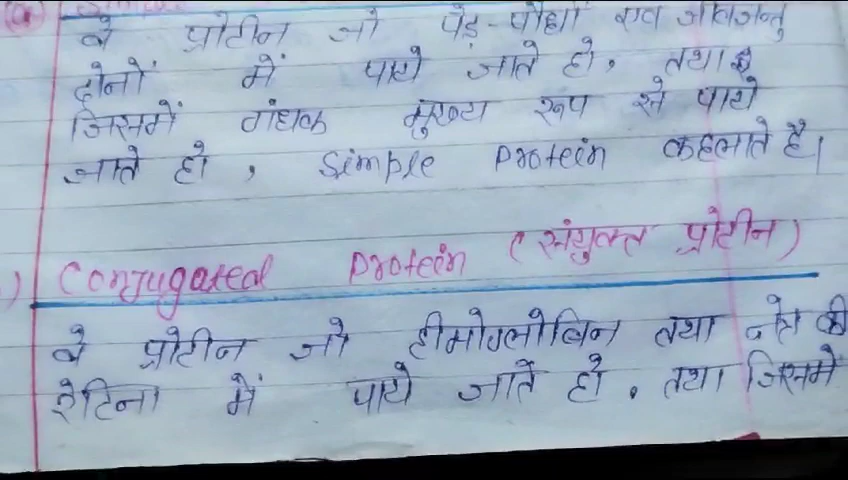 वे प्रोटीन जो पेड़-पौधों एवं जीवजन्तु
दोनों में पाये जाते हो, तथा
जिसमें गंधक मुख्य रूप से पाये
जाते हो, simple protein कहलाते है।
Conjugated protein (संयुक्त प्रोटीन)
वे प्रोटीन जो हीमोग्लोबिन तथा नेत्र की
रेटिना में पाये जाते हो, तथा जिसमें